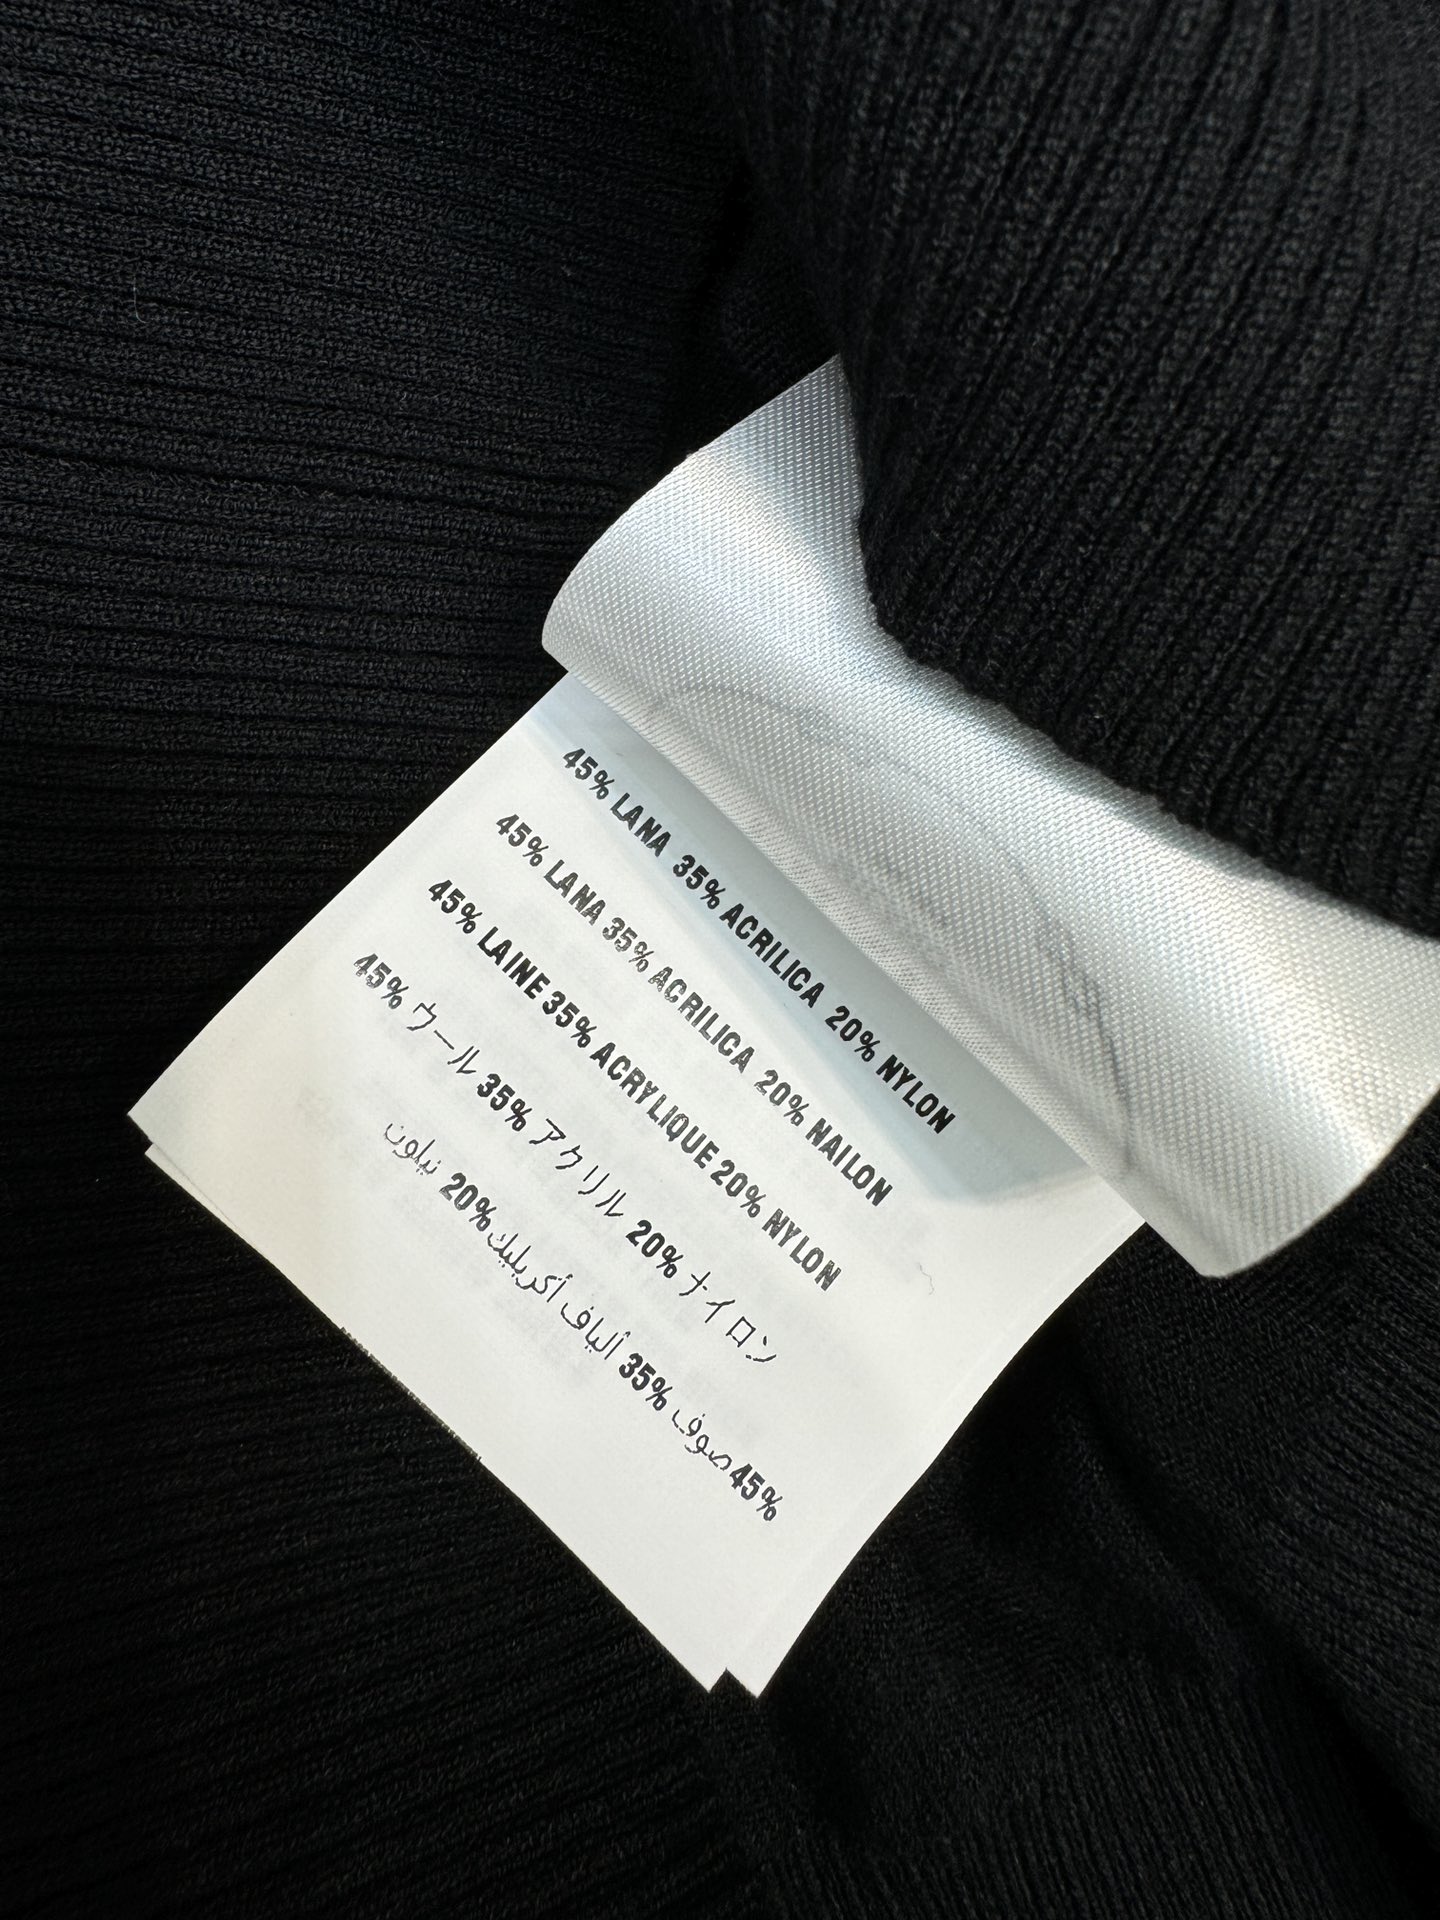 45% LANA 35% ACRILICA 20% NYLON
45% LANA 35% ACRILICA 20% NAILON
45% LAINE 35% ACRYLIQUE 20% NYLON
45% ウール 35% アクリル 20% ナイロン
45% صوف 35% ألياف أكريليك 20% نيلون